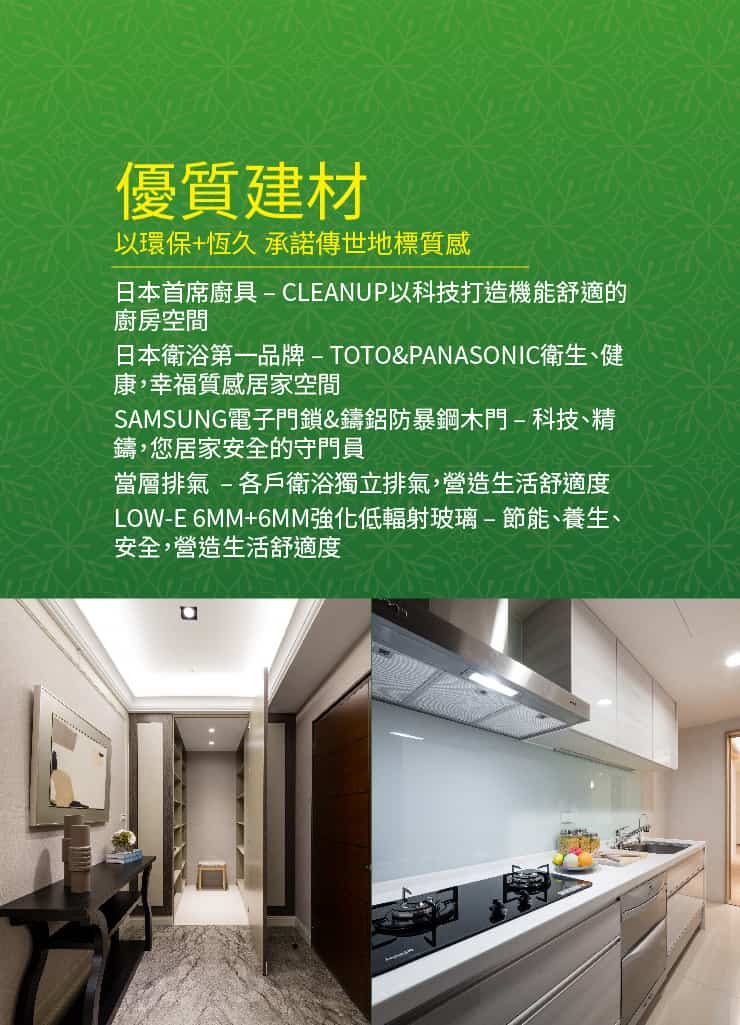 優質建材
以環保+恆久 承諾傳世地標質感
日本首席廚具 – CLEANUP以科技打造機能舒適的
廚房空間
日本衛浴第一品牌 – TOTO&PANASONIC衛生、健
康，幸福質感居家空間
SAMSUNG電子門鎖&鑄鋁防暴鋼木門 – 科技、精
鑄，您居家安全的守門員
當層排氣 – 各戶衛浴獨立排氣，營造生活舒適度
LOW-E 6MM+6MM強化低輻射玻璃 – 節能、養生、
安全，營造生活舒適度